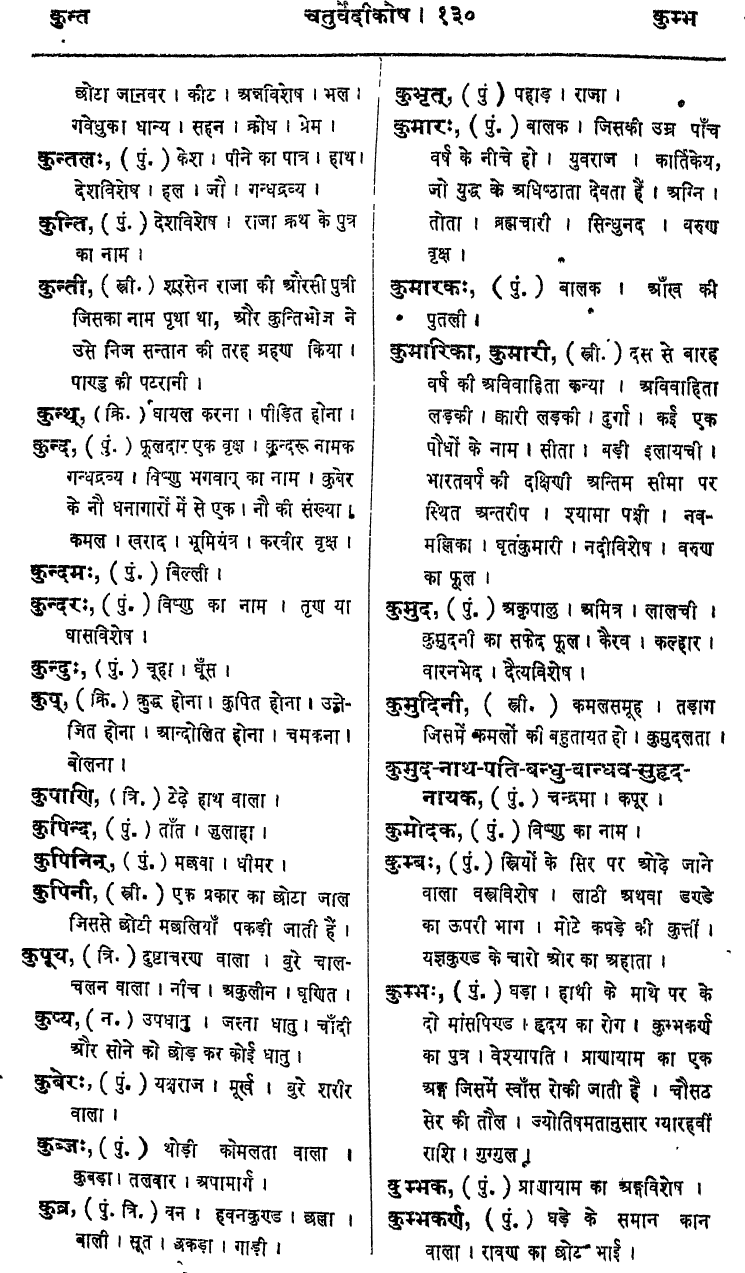 कुन्त चतुर्वेदीकोष । १३० कुम्भ
छोटा जानवर । कीट । अन्नविशेष । भल ।
गवेधुका धान्य । सहन । क्रोध । प्रेम ।
कुन्तलः, ( पुं. ) केश । पीने का पात्र । हाथ ।
देशविशेष । हल । जौ । गन्धद्रव्य ।
कुन्ति, ( पुं. ) देशविशेष । राजा क्रथ के पुत्र
का नाम ।
कुन्ती, ( स्त्री. ) शूरसेन राजा की औरसी पुत्री
जिसका नाम पृथा था, और कुन्तिभोज ने
उसे निज सन्तान की तरह ग्रहण किया ।
पाण्डु की पटरानी ।
कुन्थ्, (क्रि. ) घायल करना । पीड़ित होना ।
कुन्द, ( पुं. ) फूलदार एक वृक्ष । कुन्दरू नामक
गन्धद्रव्य । विष्णु भगवान् का नाम । कुबेर
के नौ धनागारों में से एक । नौ की संख्या ।
कमल । खराद । भूमियंत्र । करवीर वृक्ष ।
कुन्दमः, ( पुं. ) बिल्ली ।
कुन्दरः, ( पुं. ) विष्णु का नाम । तृण या
घासविशेष ।
कुन्दुः, ( पुं. ) चूहा । घूँस ।
कुप्, ( क्रि. ) क्रुद्ध होना । कुपित होना । उत्ते-
जित होना । आन्दोलित होना । चमकना ।
बोलना ।
कुपाणि, ( त्रि. ) टेढ़े हाथ वाला ।
कुपिन्द, ( पुं. ) ताँत । जुलाहा ।
कुपिनिन्, ( पुं. ) मछवा । धीमर ।
कुपिनी, ( स्त्री. ) एक प्रकार का छोटा जाल
जिससे छोटी मछलियाँ पकड़ी जाती हैं ।
कुपूय, ( त्रि. ) दुष्टाचरण वाला । बुरे चाल-
चलन वाला । नीच । अकुलीन । घृणित ।
कुप्य, ( न. ) उपधातु । जस्ता धातु । चाँदी
और सोने को छोड़ कर कोई धातु ।
कुबेरः, ( पुं. ) यक्षराज । मूर्ख । बुरे शरीर
वाला ।
कुब्जः, ( पुं. ) थोड़ी कोमलता वाला ।
कुबड़ा । तलवार । अपामार्ग ।
कुब्र, ( पुं. त्रि. ) वन । हवनकुण्ड । छल्ला ।
बाली । सूत । छकड़ा । गाड़ी ।
कुभृत्, ( पुं ) पहाड़ । राजा ।
कुमारः, ( पुं. ) बालक । जिसकी उम्र पाँच
वर्ष के नीचे हो । युवराज । कार्तिकेय,
जो युद्ध के अधिष्ठाता देवता हैं । अग्नि ।
तोता । ब्रह्मचारी । सिन्धुनद । वरुण
वृक्ष ।
कुमारकः, ( पुं. ) बालक । आँख की
पुतली ।
कुमारिका, कुमारी, ( स्त्री. ) दस से बारह
वर्ष की अविवाहिता कन्या । अविवाहिता
लड़की । क्वारी लड़की । दुर्गा । कई एक
पौधों के नाम । सीता । बड़ी इलायची ।
भारतवर्ष की दक्षिणी अन्तिम सीमा पर
स्थित अन्तरीप । श्यामा पक्षी । नव-
मल्लिका । घृतकुमारी । नदीविशेष । वरुण
का फूल ।
कुमुद, ( पुं. ) अकृपालु । अमित्र । लालची ।
कुमुदनी का सफेद फूल । कैरव । कल्हार ।
वारनभेद । दैत्यविशेष ।
कुमुदिनी, ( स्त्री. ) कमलसमूह । तड़ाग
जिसमें कमलों की बहुतायत हो । कुमुदलता ।
कुमुद-नाथ-पति-बन्धु-बान्धव-सुहृद-
नायक, ( पुं. ) चन्द्रमा । कपूर ।
कुमोदक, ( पुं. ) विष्णु का नाम ।
कुम्बः, ( पुं. ) स्त्रियों के सिर पर ओढ़े जाने
वाला वस्त्रविशेष । लाठी अथवा डण्डे
का ऊपरी भाग । मोटे कपड़े की कुर्त्ती ।
यज्ञकुण्ड के चारो ओर का अहाता ।
कुम्भः, ( पुं. ) घड़ा । हाथी के माथे पर के
दो मांसपिण्ड । हृदय का रोग । कुम्भकर्ण
का पुत्र । वेश्यापति । प्राणायाम का एक
अङ्ग जिसमें स्वाँस रोकी जाती है । चौसठ
सेर की तौल । ज्योतिषमतानुसार ग्यारहवीं
राशि । गुग्गुल ।
कुम्भक, ( पुं. ) प्राणायाम का अङ्गविशेष ।
कुम्भकर्ण, ( पुं. ) घड़े के समान कान
वाला । रावण का छोट भाई ।